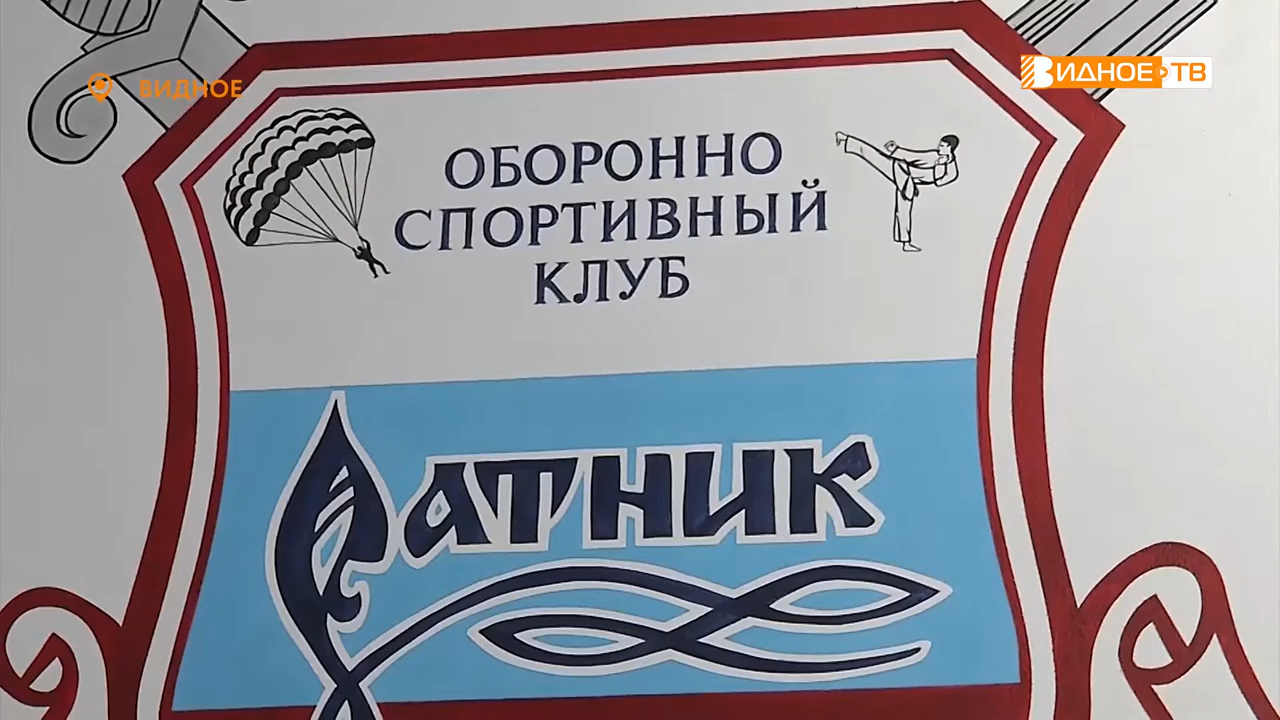 ВИДНОЕ
ВИДНОЕ ТВ
ОБОРОННО
СПОРТИВНЫЙ
КЛУБ
РАТНИК